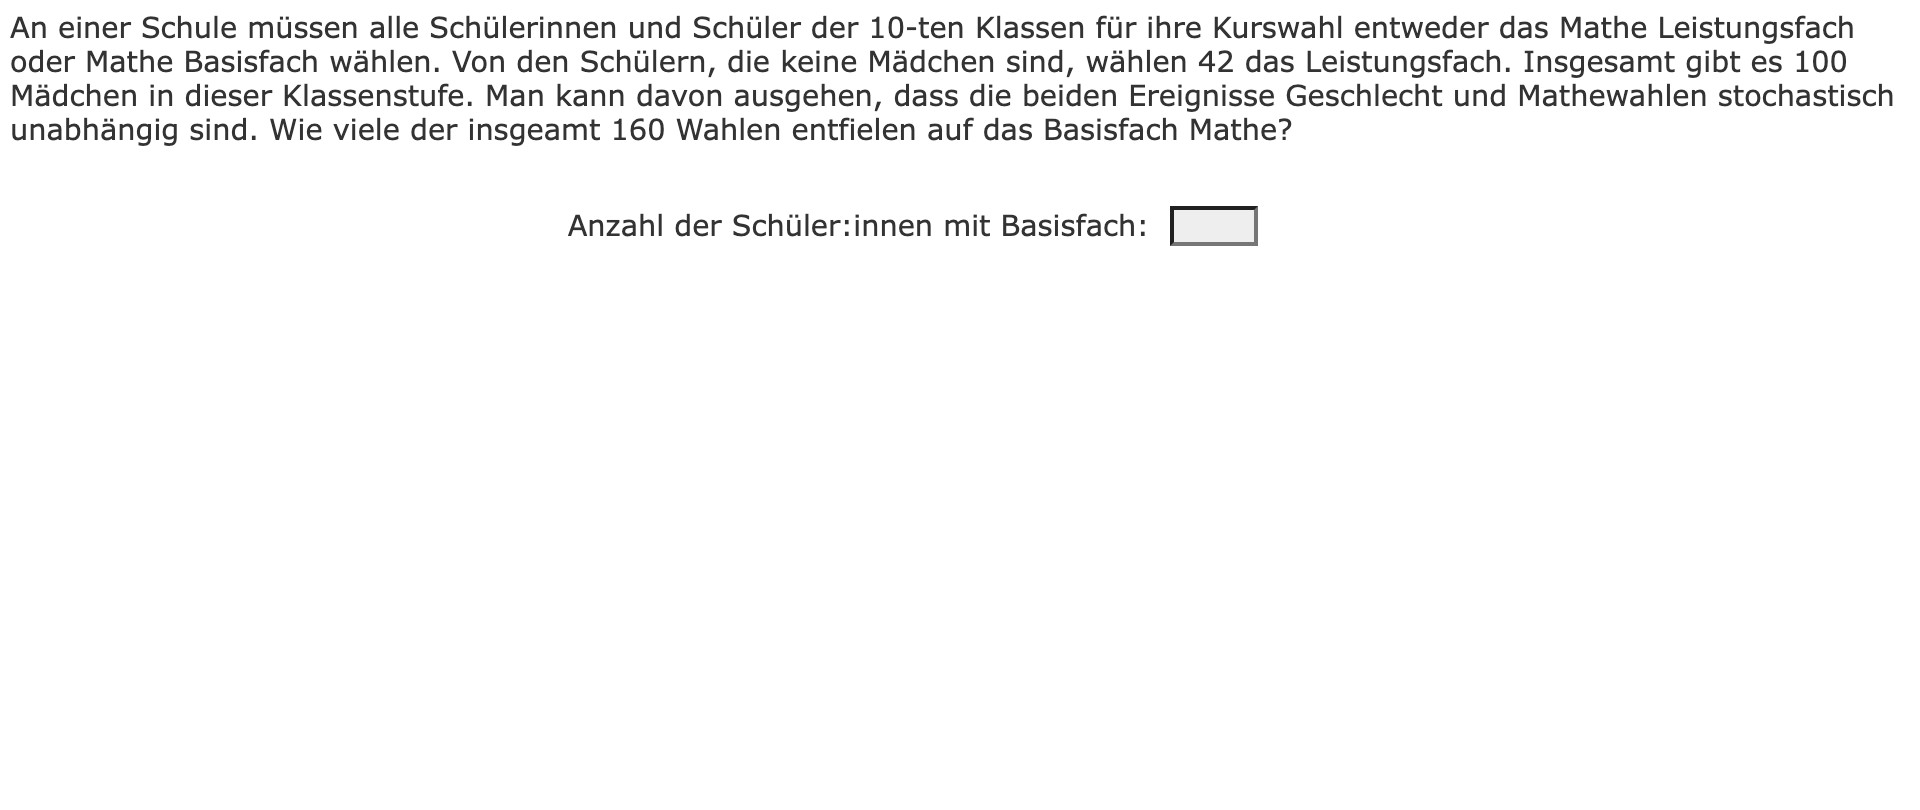 An einer Schule müssen alle Schülerinnen und Schüler der 10-ten Klassen für ihre Kurswahl entweder das Mathe Leistungsfach
oder Mathe Basisfach wählen. Von den Schülern, die keine Mädchen sind, wählen 42 das Leistungsfach. Insgesamt gibt es 100
Mädchen in dieser Klassenstufe. Man kann davon ausgehen, dass die beiden Ereignisse Geschlecht und Mathewahlen stochastisch
unabhängig sind. Wie viele der insgeamt 160 Wahlen entfielen auf das Basisfach Mathe?
Anzahl der Schüler:innen mit Basisfach: